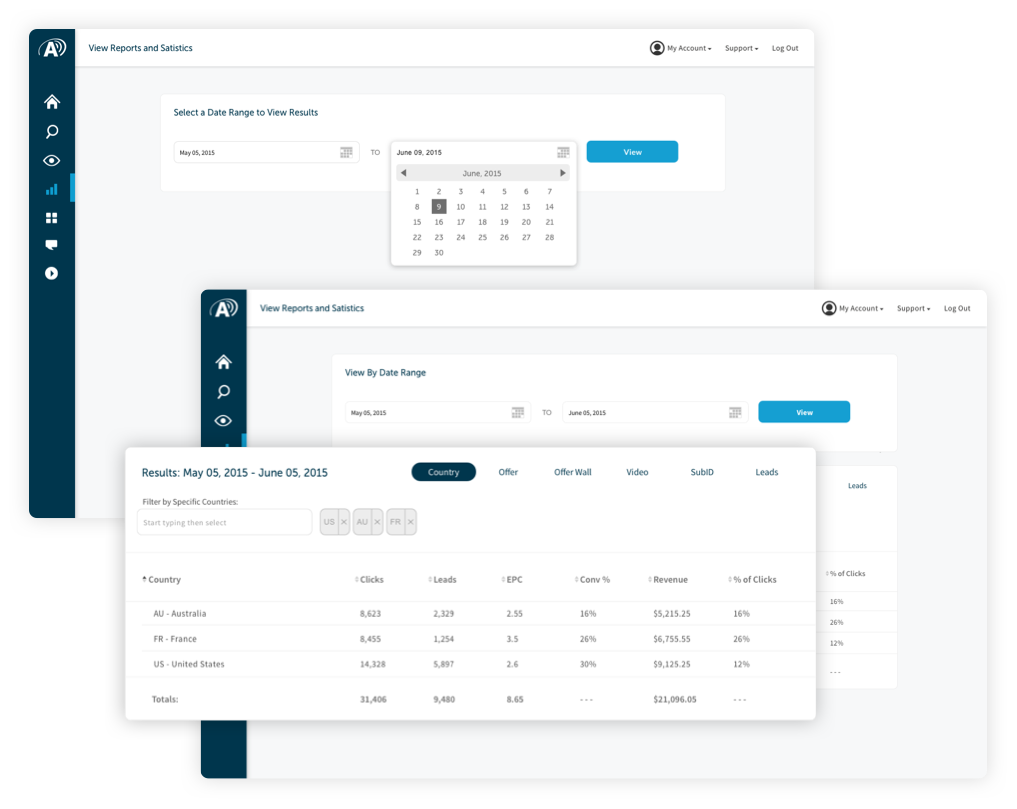 View Reports and Satistics
My Account
Support
Log Out
Select a Date Range to View Results
May 05, 2015
TO
June 09, 2015
View
June, 2015
1 2 3 4 5 6 7
8 9 10 11 12 13 14
15 16 17 18 19 20 21
22 23 24 25 26 27 28
29 30
View Reports and Satistics
My Account
Support
Log Out
View By Date Range
May 05, 2015
TO
June 05, 2015
View
Leads
% of Clicks
16%
26%
12%
---
Results: May 05, 2015 - June 05, 2015
Country Offer Offer Wall Video SubID Leads
Filter by Specific Countries:
Start typing then select
US × AU × FR ×
Country Clicks Leads EPC Conv % Revenue % of Clicks
AU - Australia 8,623 2,329 2.55 16% $5,215.25 16%
FR - France 8,455 1,254 3.5 26% $6,755.55 26%
US - United States 14,328 5,897 2.6 30% $9,125.25 12%
Totals: 31,406 9,480 8.65 --- $21,096.05 ---